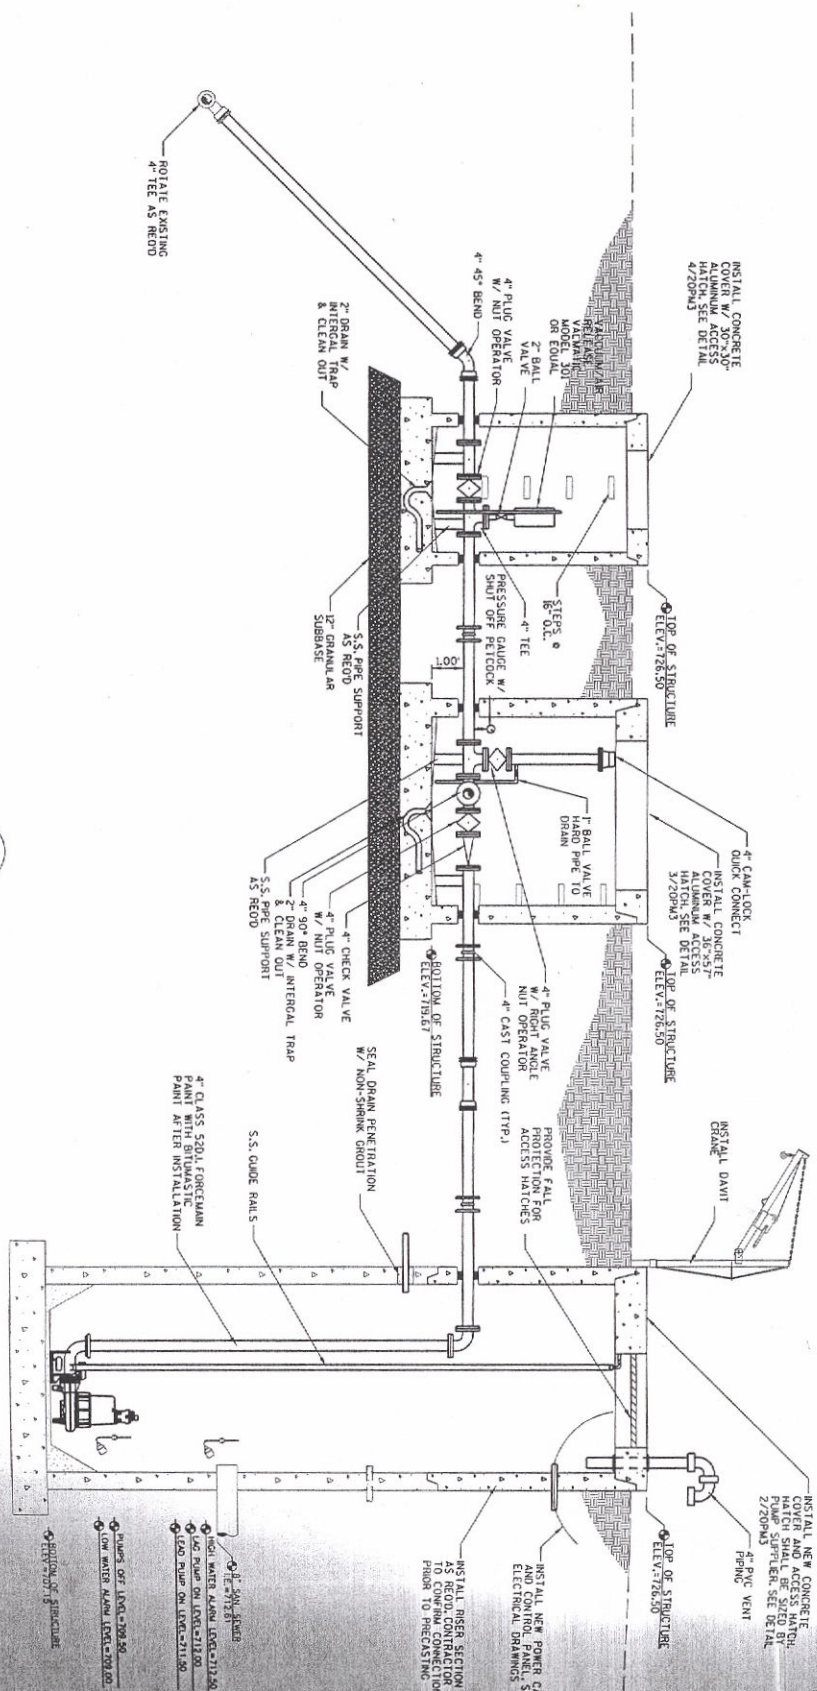 ROTATE EXISTING
4" TEE AS REQ'D
INSTALL CONCRETE
COVER W/ 30"x30"
ALUMINUM ACCESS
HATCH. SEE DETAIL
4/20PM3
VACCUM/AIR
RELEASE
VALMATIC
MODEL 301
OR EQUAL
2" BALL
VALVE
4" PLUG VALVE
W/ NUT OPERATOR
4" 45° BEND
2" DRAIN W/
INTERGAL TRAP
& CLEAN OUT
TOP OF STRUCTURE
ELEV.=726.50
STEPS @
16" O.C.
4" TEE
PRESSURE GAUGE W/
SHUT OFF PETCOCK
1.00'
S.S. PIPE SUPPORT
AS REQ'D
12" GRANULAR
SUBBASE
4" CAM-LOCK
QUICK CONNECT
INSTALL CONCRETE
COVER W/ 36"x57"
ALUMINUM ACCESS
HATCH. SEE DETAIL
3/20PM3
TOP OF STRUCTURE
ELEV.=726.50
1" BALL VALVE
HARD PIPE TO
DRAIN
4" PLUG VALVE
W/ RIGHT ANGLE
NUT OPERATOR
4" CAST COUPLING (TYP.)
BOTTOM OF STRUCTURE
ELEV.=719.67
4" CHECK VALVE
4" PLUG VALVE
W/ NUT OPERATOR
4" 90° BEND
2" DRAIN W/ INTERGAL TRAP
& CLEAN OUT
S.S. PIPE SUPPORT
AS REQ'D
INSTALL DAVIT
CRANE
PROVIDE FALL
PROTECTION FOR
ACCESS HATCHES
SEAL DRAIN PENETRATION
W/ NON-SHRINK GROUT
S.S. GUIDE RAILS
4" CLASS 52D.I. FORCEMAIN
PAINT WITH BITUMASTIC
PAINT AFTER INSTALLATION
INSTALL NEW CONCRETE
COVER AND ACCESS HATCH.
HATCH SHALL BE SIZED BY
PUMP SUPPLIER. SEE DETAIL
2/20PM3
4" PVC VENT
PIPING
TOP OF STRUCTURE
ELEV.=726.50
INSTALL NEW POWER
AND CONTROL PANEL.
ELECTRICAL DRAWINGS
INSTALL RISER SECTION
AS REQ'D. CONTRACTOR
TO CONFIRM CONNECTION
PRIOR TO PRECASTING
8" SAN. SEWER
I.E.=712.61
HIGH WATER ALARM LEVEL=712.50
LAG PUMP ON LEVEL=712.00
LEAD PUMP ON LEVEL=711.50
PUMPS OFF LEVEL=709.50
LOW WATER ALARM LEVEL=709.00
BOTTOM OF STRUCTURE